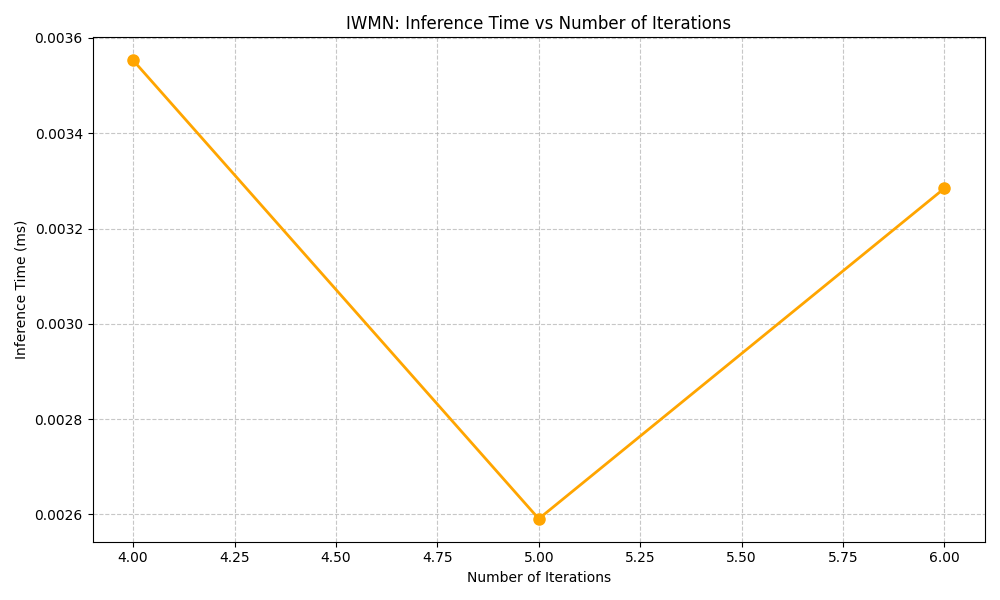 IWMN: Inference Time vs Number of Iterations
0.0036
0.0034
0.0032
0.0030
0.0028
0.0026
Inference Time (ms)
4.00 4.25 4.50 4.75 5.00 5.25 5.50 5.75 6.00
Number of Iterations